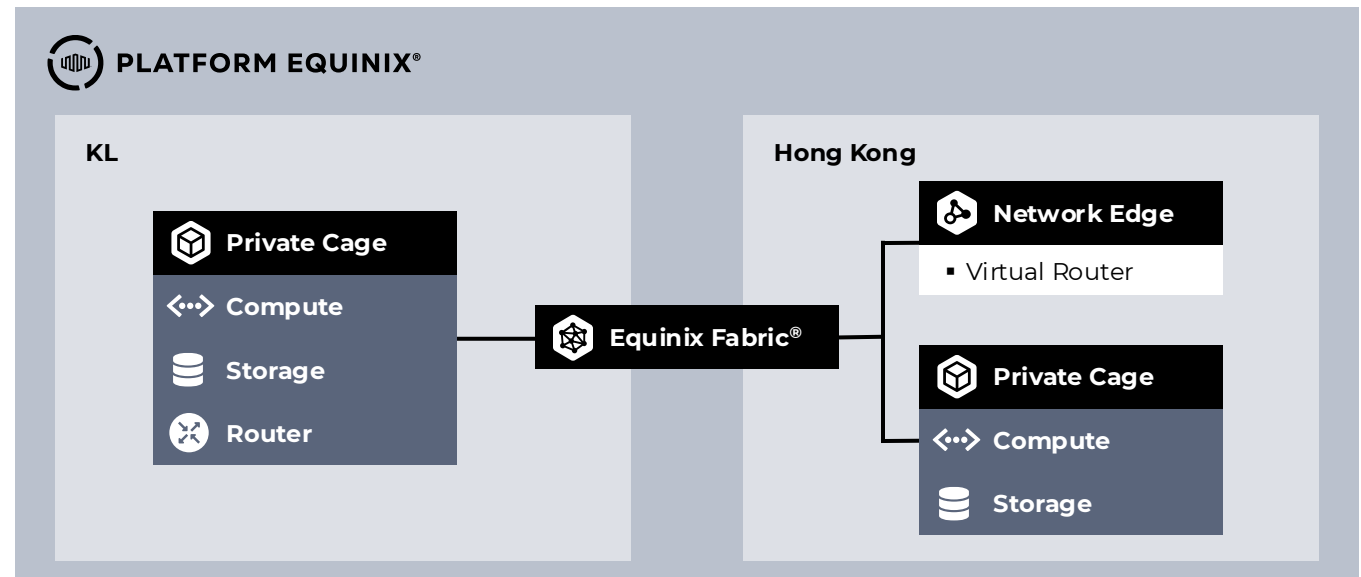 PLATFORM EQUINIX®
KL
Private Cage
Compute
Storage
Router
Equinix Fabric®
Hong Kong
Network Edge
▪ Virtual Router
Private Cage
Compute
Storage